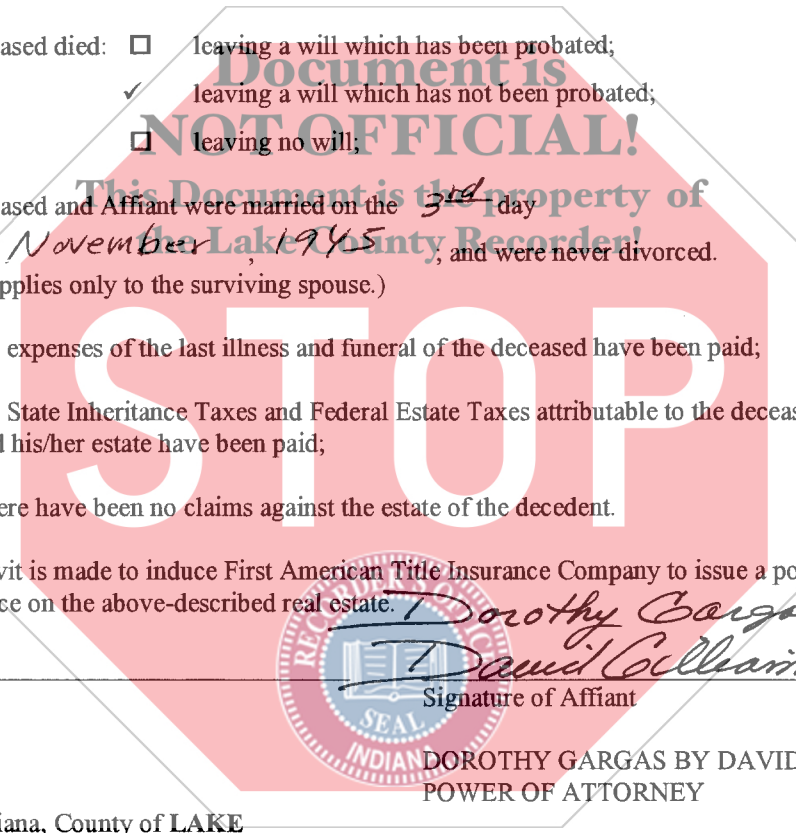 ased died: ☐ leaving a will which has been probated;
Document is
✓ leaving a will which has not been probated;
NOT OFFICIAL!
☐ leaving no will;
This Document is the property of
ased and Affiant were married on the 3rd day
the Lake County Recorder!
November, 1945; and were never divorced.
pplies only to the surviving spouse.)
expenses of the last illness and funeral of the deceased have been paid;
STOP
State Inheritance Taxes and Federal Estate Taxes attributable to the deceas
his/her estate have been paid;
ere have been no claims against the estate of the decedent.
vit is made to induce First American Title Insurance Company to issue a po
ce on the above-described real estate.
Dorothy Garga
David Gilliam
RECORDER'S OFFICE
SEAL
INDIANA
Signature of Affiant
DOROTHY GARGAS BY DAVID
POWER OF ATTORNEY
iana, County of LAKE